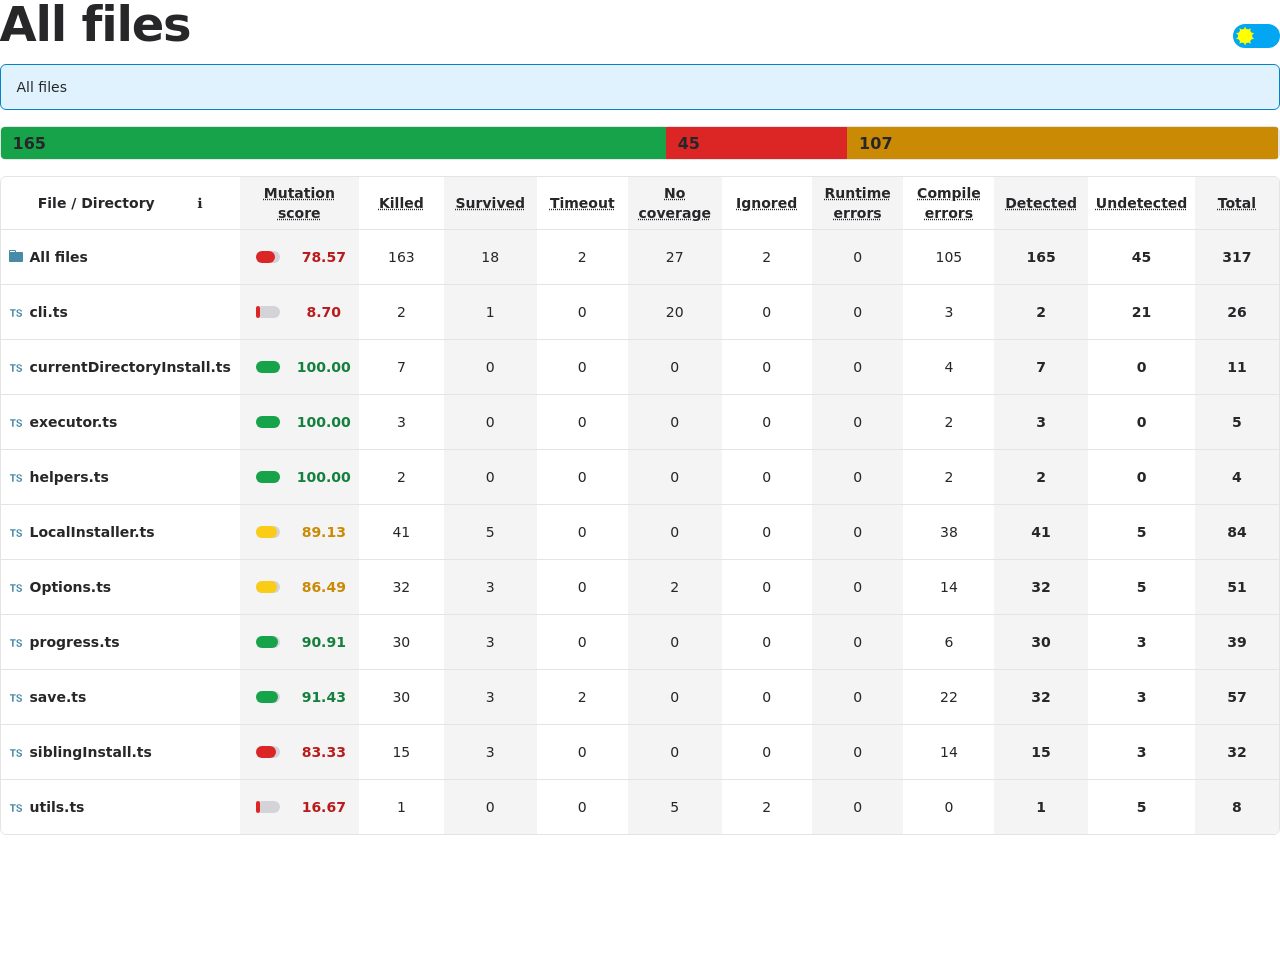 All files
All files
165 45 107
File / Directory ℹ Mutation score Killed Survived Timeout No coverage Ignored Runtime errors Compile errors Detected Undetected Total
All files 78.57 163 18 2 27 2 0 105 165 45 317
TS cli.ts 8.70 2 1 0 20 0 0 3 2 21 26
TS currentDirectoryInstall.ts 100.00 7 0 0 0 0 0 4 7 0 11
TS executor.ts 100.00 3 0 0 0 0 0 2 3 0 5
TS helpers.ts 100.00 2 0 0 0 0 0 2 2 0 4
TS LocalInstaller.ts 89.13 41 5 0 0 0 0 38 41 5 84
TS Options.ts 86.49 32 3 0 2 0 0 14 32 5 51
TS progress.ts 90.91 30 3 0 0 0 0 6 30 3 39
TS save.ts 91.43 30 3 2 0 0 0 22 32 3 57
TS siblingInstall.ts 83.33 15 3 0 0 0 0 14 15 3 32
TS utils.ts 16.67 1 0 0 5 2 0 0 1 5 8